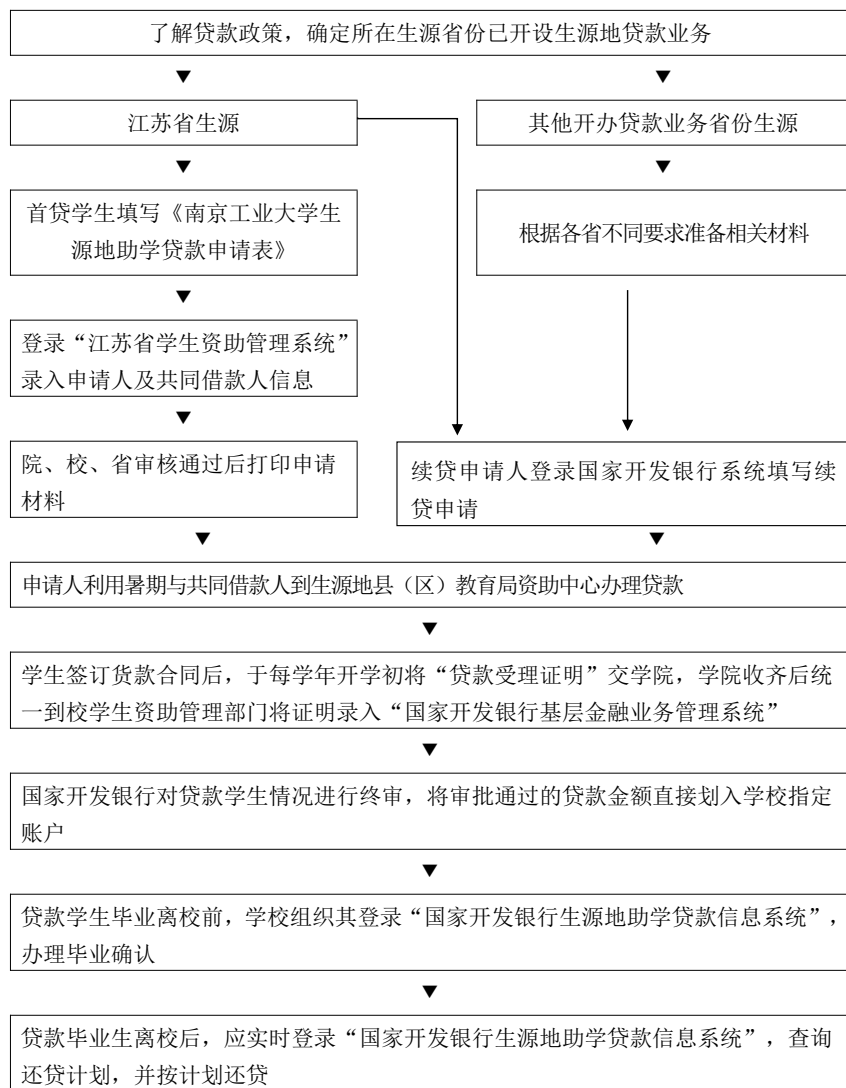 了解贷款政策，确定所在生源省份已开设生源地贷款业务
江苏省生源
其他开办贷款业务省份生源
首贷学生填写《南京工业大学生
源地助学贷款申请表》
根据各省不同要求准备相关材料
登录“江苏省学生资助管理系统”
录入申请人及共同借款人信息
院、校、省审核通过后打印申请
材料
续贷申请人登录国家开发银行系统填写续
贷申请
申请人利用暑期与共同借款人到生源地县（区）教育局资助中心办理贷款
学生签订货款合同后，于每学年开学初将“贷款受理证明”交学院，学院收齐后统
一到校学生资助管理部门将证明录入“国家开发银行基层金融业务管理系统”
国家开发银行对贷款学生情况进行终审，将审批通过的贷款金额直接划入学校指定
账户
贷款学生毕业离校前，学校组织其登录“国家开发银行生源地助学贷款信息系统”，
办理毕业确认
贷款毕业生离校后，应实时登录“国家开发银行生源地助学贷款信息系统”，查询
还贷计划，并按计划还贷